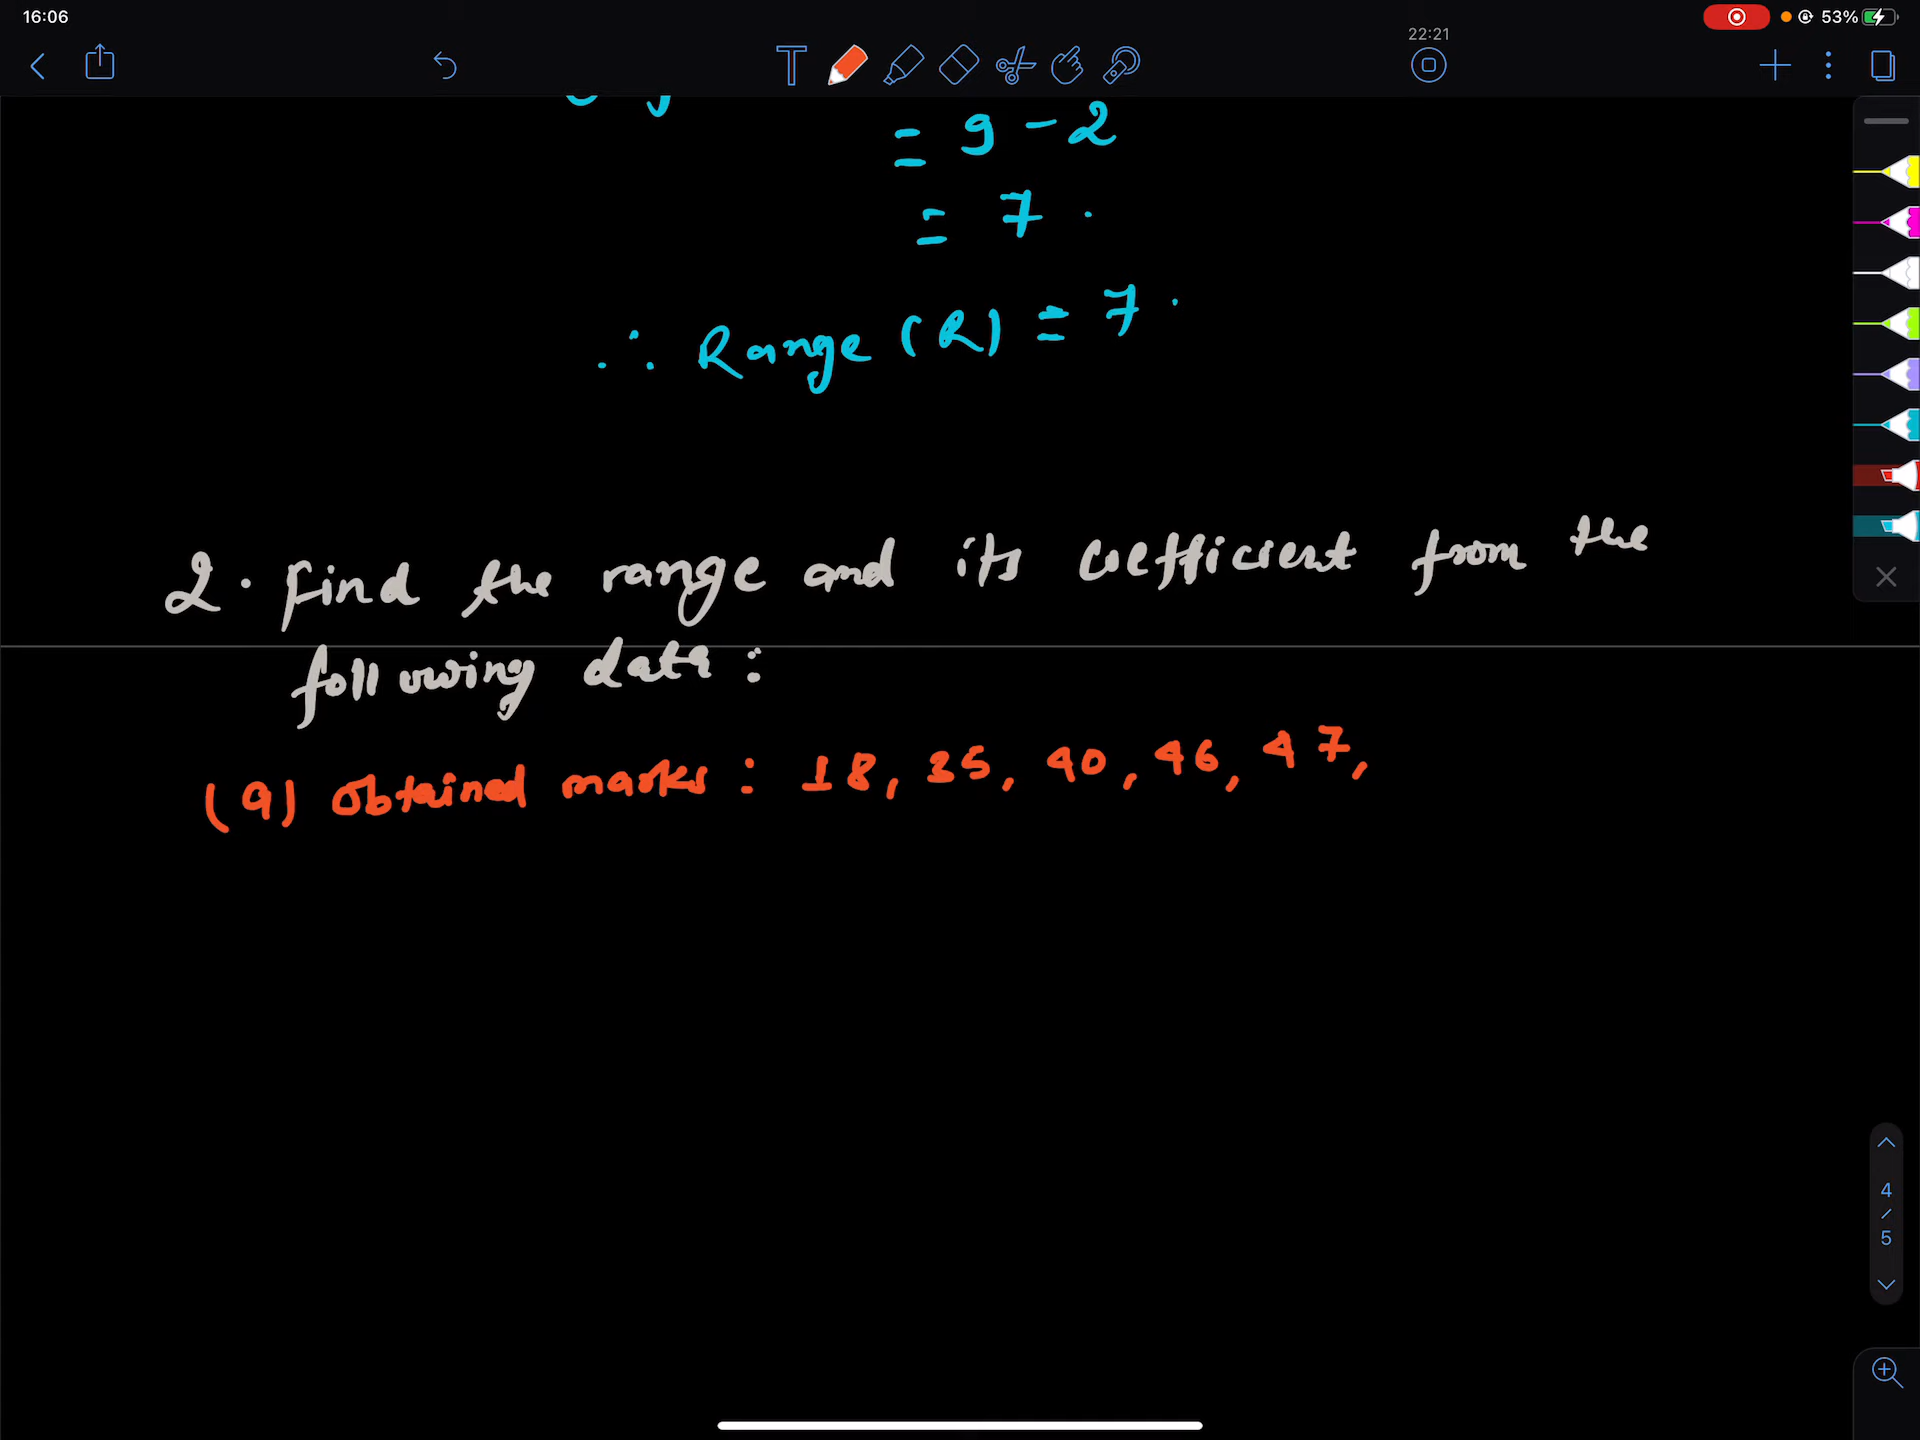 16:06
53%
22:21
= 9 - 2
= 7 .
∴ Range (R) = 7 .
2. Find the range and its coefficient from the
following data :
(a) obtained marks : 18, 35, 40, 46, 47,
4
/
5